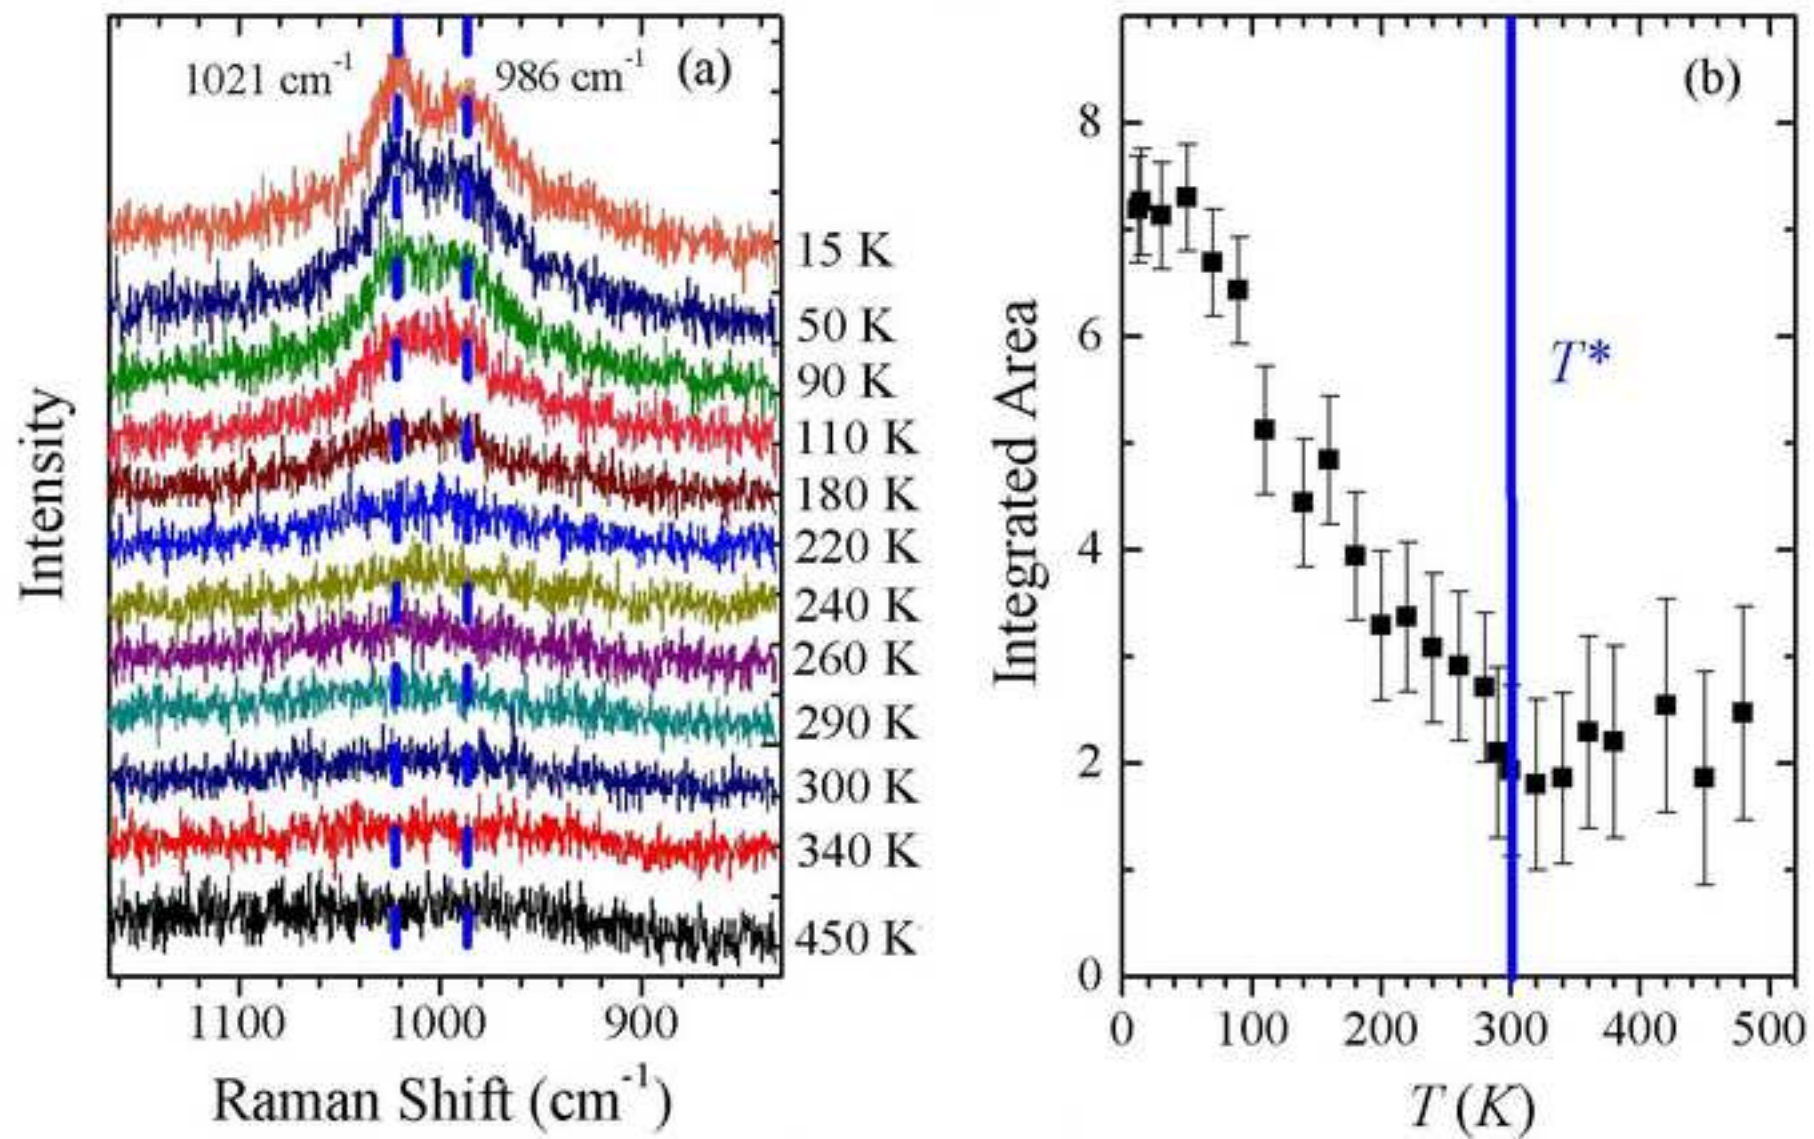 1021 cm⁻¹
986 cm⁻¹
(a)
15 K
50 K
90 K
110 K
180 K
220 K
240 K
260 K
290 K
300 K
340 K
450 K
Intensity
1100
1000
900
Raman Shift (cm⁻¹)
(b)
8
6
4
2
0
T*
Integrated Area
0
100
200
300
400
500
T (K)